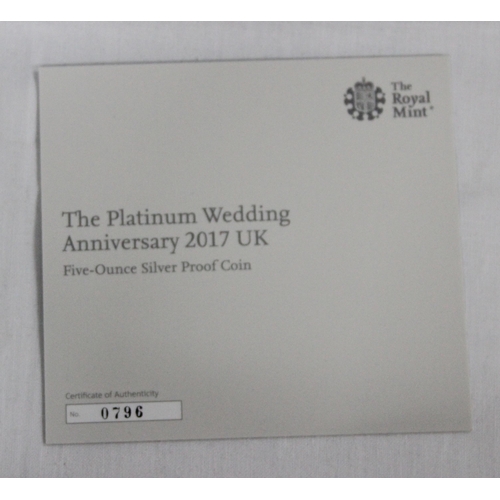 The
Royal
Mint®
The Platinum Wedding
Anniversary 2017 UK
Five-Ounce Silver Proof Coin
Certificate of Authenticity
No. 0796